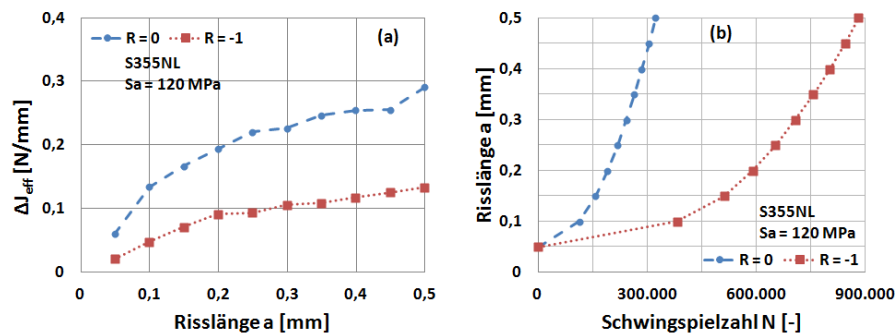 0,4
0,3
0,2
0,1
0
ΔJeff [N/mm]
R = 0 R = -1
(a)
S355NL
Sa = 120 MPa
0 0,1 0,2 0,3 0,4 0,5
Risslänge a [mm]
0,5
0,4
0,3
0,2
0,1
0,0
Risslänge a [mm]
(b)
S355NL
Sa = 120 MPa
R = 0 R = -1
0 300.000 600.000 900.000
Schwingspielzahl N [-]